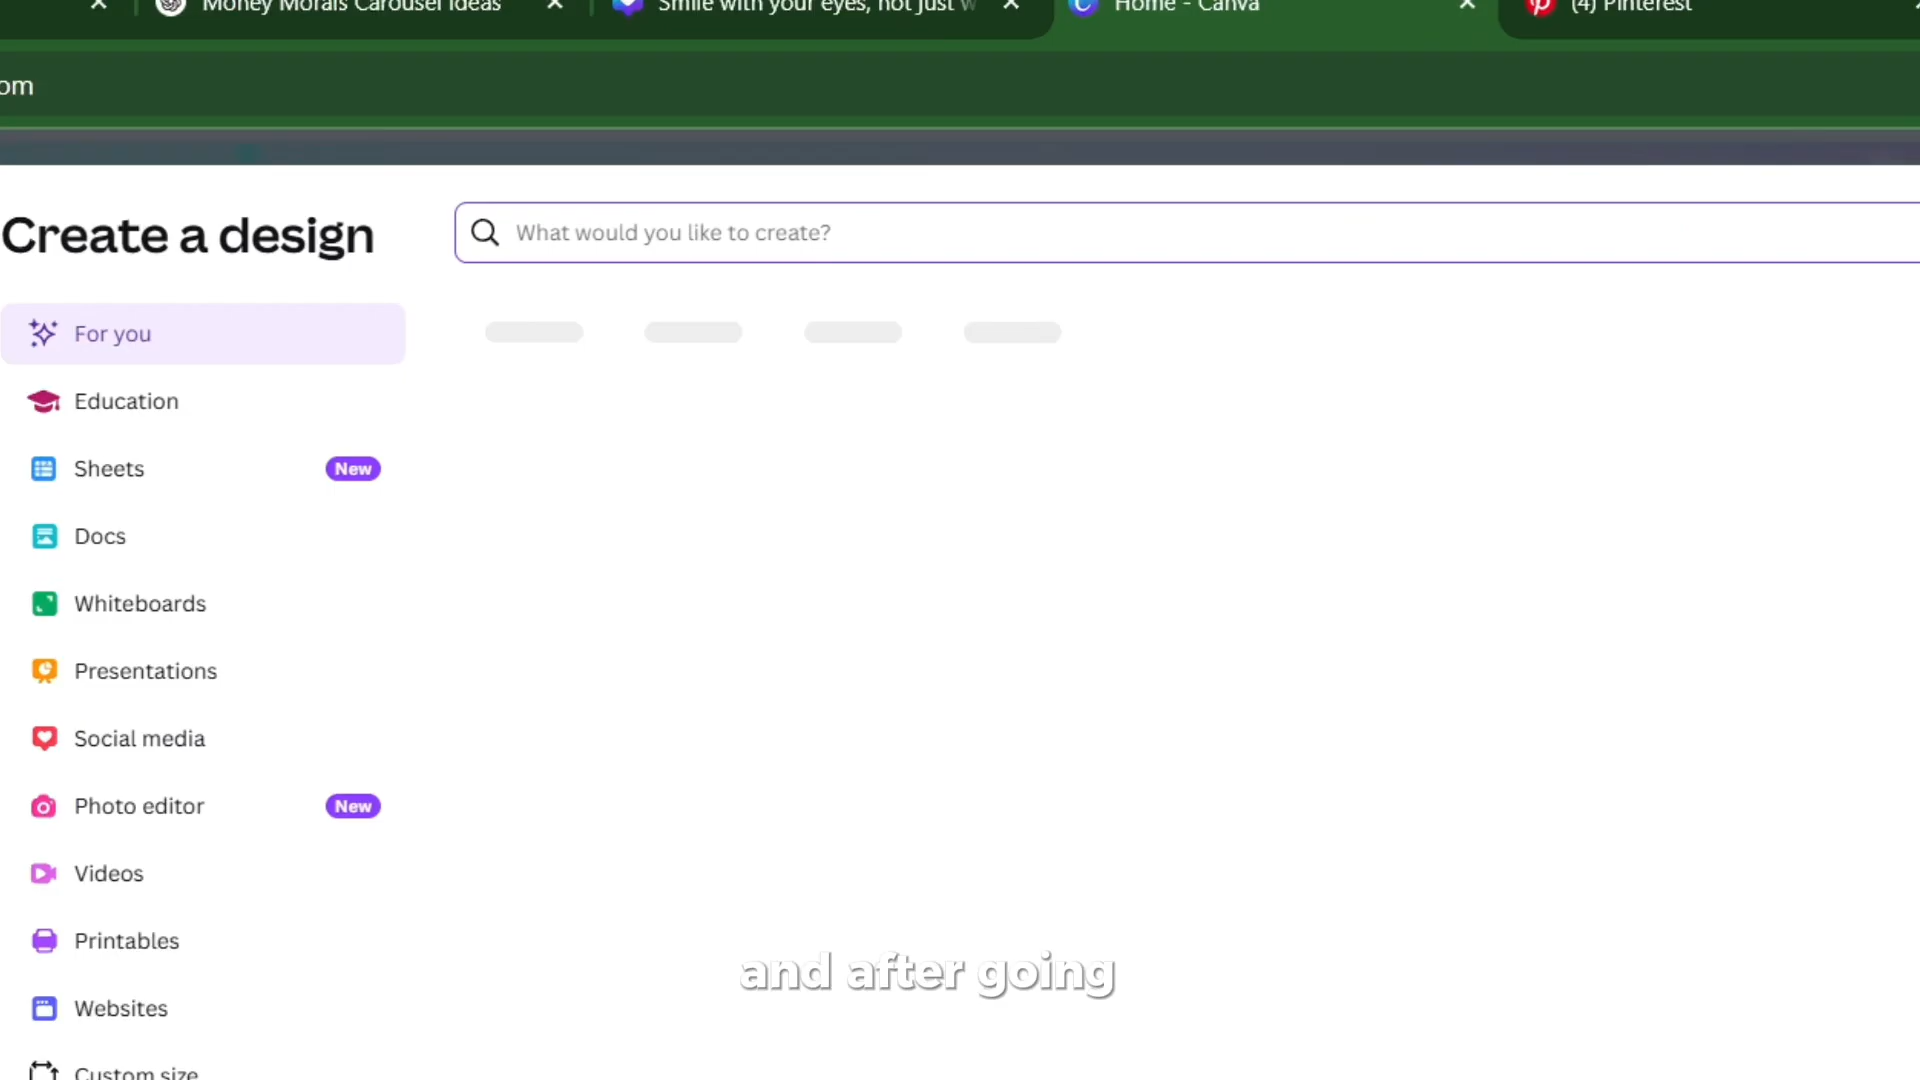 Money Morals Carousel Ideas
Smile with your eyes, not just w
Home - Canva
(4) Pinterest
om
Create a design
What would you like to create?
For you
Education
Sheets New
Docs
Whiteboards
Presentations
Social media
Photo editor New
Videos
Printables
Websites
Custom size
and after going